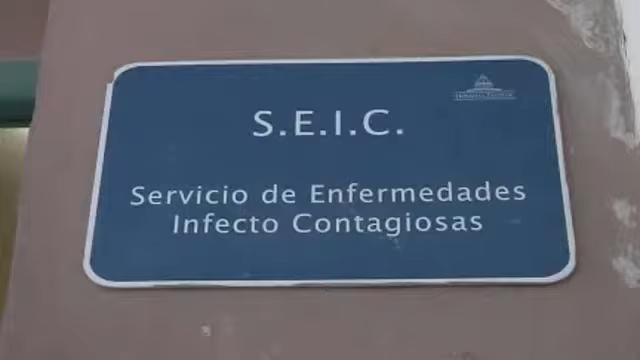 S.E.I.C.
Servicio de Enfermedades
Infecto Contagiosas